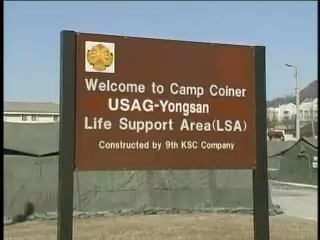 Welcome to Camp Coiner
USAG-Yongsan
Life Support Area(LSA)
Constructed by 9th KSC Company